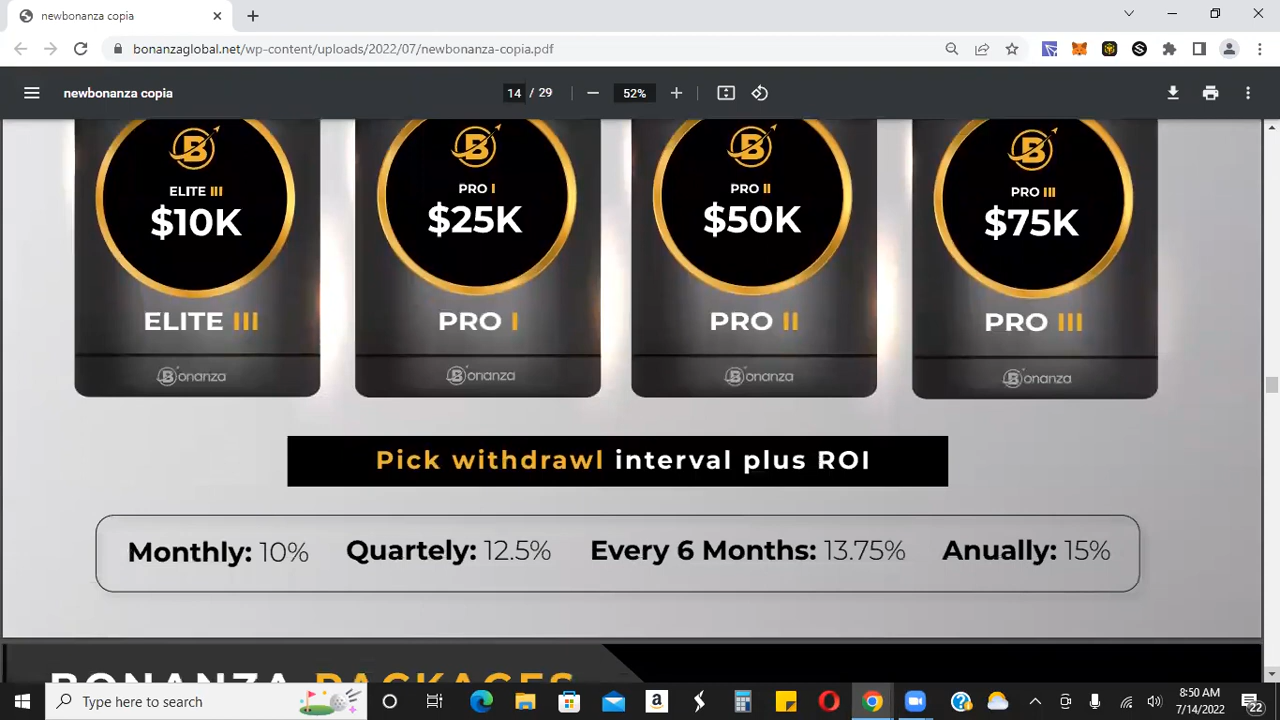 newbonanza copia
bonanzaglobal.net/wp-content/uploads/2022/07/newbonanza-copia.pdf
newbonanza copia
14 / 29
52%
B
ELITE III
$10K
ELITE III
Bonanza
B
PRO I
$25K
PRO I
Bonanza
B
PRO II
$50K
PRO II
Bonanza
B
PRO III
$75K
PRO III
Bonanza
Pick withdrawl interval plus ROI
Monthly: 10% Quartely: 12.5% Every 6 Months: 13.75% Anually: 15%
BONANZA PACKAGES
Type here to search
8:50 AM
7/14/2022
22